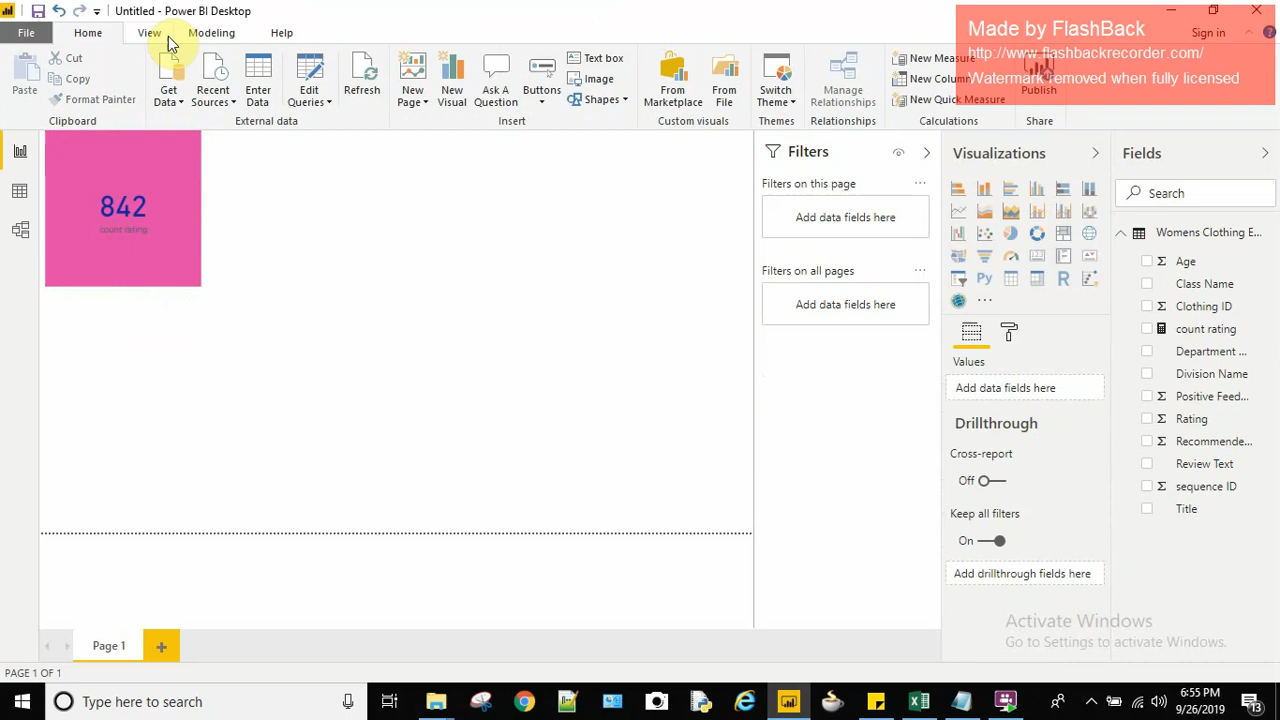 Untitled - Power BI Desktop
Made by FlashBack
http://www.flashbackrecorder.com/
Watermark removed when fully licensed
File
Home
View
Modeling
Help
Sign in
Paste
Cut
Copy
Format Painter
Get Data
Recent Sources
Enter Data
Edit Queries
Refresh
New Page
New Visual
Ask A Question
Buttons
Text box
Image
Shapes
From Marketplace
From File
Switch Theme
Manage Relationships
New Measure
New Column
New Quick Measure
Publish
Clipboard
External data
Insert
Custom visuals
Themes
Relationships
Calculations
Share
842
count rating
Filters
Filters on this page
...
Add data fields here
Filters on all pages
...
Add data fields here
Visualizations
Py
R
...
Values
Add data fields here
Drillthrough
Cross-report
Off
Keep all filters
On
Add drillthrough fields here
Fields
Search
Womens Clothing E...
Σ Age
Class Name
Σ Clothing ID
count rating
Department ...
Division Name
Σ Positive Feed...
Σ Rating
Σ Recommende...
Review Text
Σ sequence ID
Title
Activate Windows
Go to Settings to activate Windows.
Page 1
PAGE 1 OF 1
Type here to search
6:55 PM
9/26/2019
13